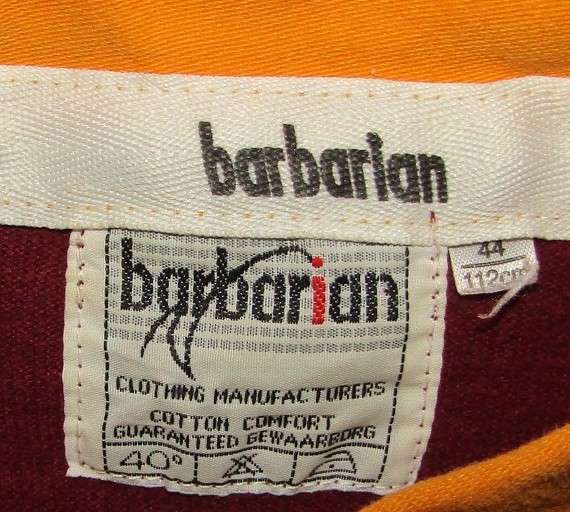 barbarian
barbarian
CLOTHING MANUFACTURERS
COTTON COMFORT
GUARANTEED GEWAARBORG
40°
44
112cm